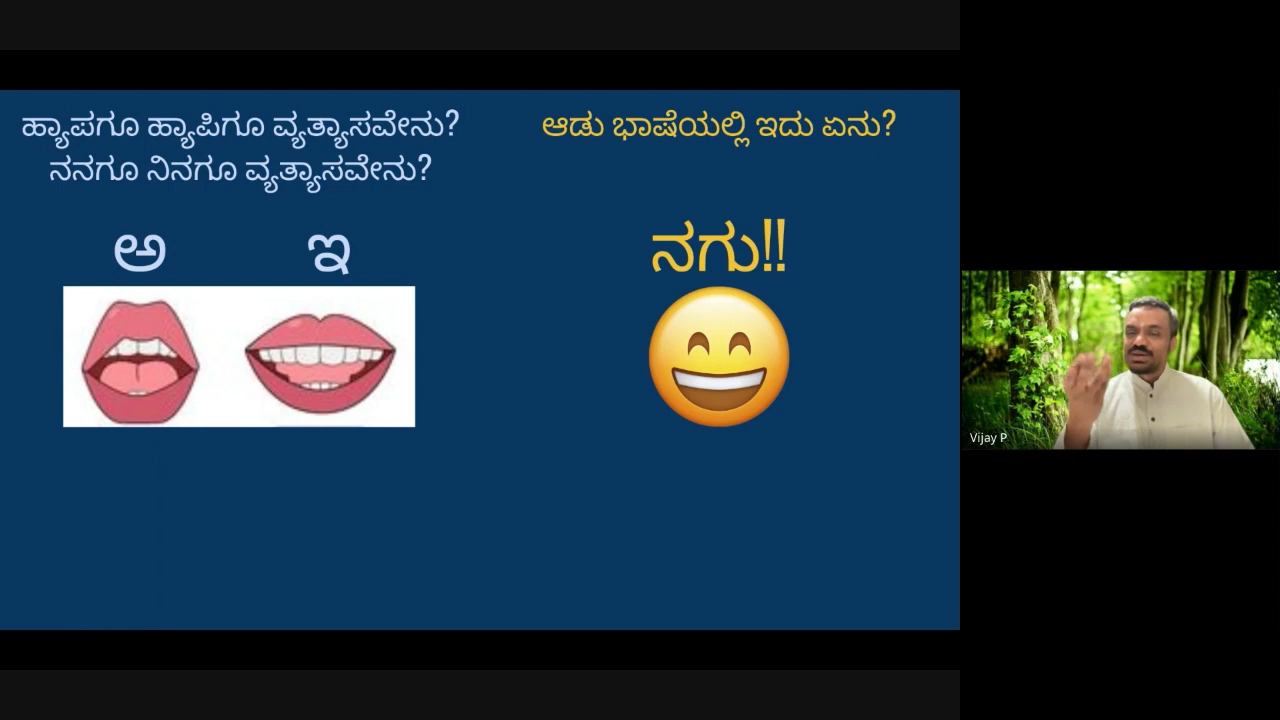 ಹ್ಯಾಪಗೂ ಹ್ಯಾಪಿಗೂ ವ್ಯತ್ಯಾಸವೇನು?
ನನಗೂ ನಿನಗೂ ವ್ಯತ್ಯಾಸವೇನು?
ಅ ಇ
ಆಡು ಭಾಷೆಯಲ್ಲಿ ಇದು ಏನು?
ನಗು!!
Vijay P